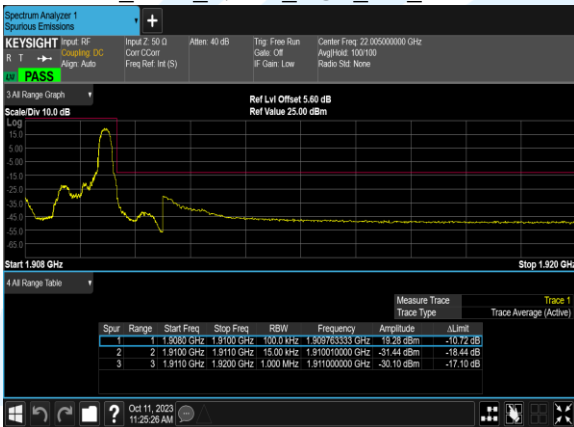 Spectrum Analyzer 1
Spurious Emissions
KEYSIGHT Input: RF Input Z: 50 Ω Atten: 40 dB Trig: Free Run Center Freq: 22.005000000 GHz
R T Coupling: DC Corr CCorr Gate: Off Avg|Hold: 100/100
Align: Auto Freq Ref: Int (S) IF Gain: Low Radio Std: None
PASS
3 All Range Graph
Ref Lvl Offset 5.60 dB
Scale/Div 10.0 dB Ref Value 25.00 dBm
Log
15.0
5.00
-5.00
-15.0
-25.0
-35.0
-45.0
-55.0
-65.0
Start 1.908 GHz Stop 1.920 GHz
4 All Range Table
Measure Trace Trace 1
Trace Type Trace Average (Active)
Spur Range Start Freq Stop Freq RBW Frequency Amplitude ΔLimit
1 1 1.9080 GHz 1.9100 GHz 100.0 kHz 1.909763333 GHz 19.28 dBm -10.72 dB
2 2 1.9100 GHz 1.9110 GHz 15.00 kHz 1.910010000 GHz -31.44 dBm -18.44 dB
3 3 1.9110 GHz 1.9200 GHz 1.000 MHz 1.911000000 GHz -30.10 dBm -17.10 dB
Oct 11, 2023
11:25:26 AM